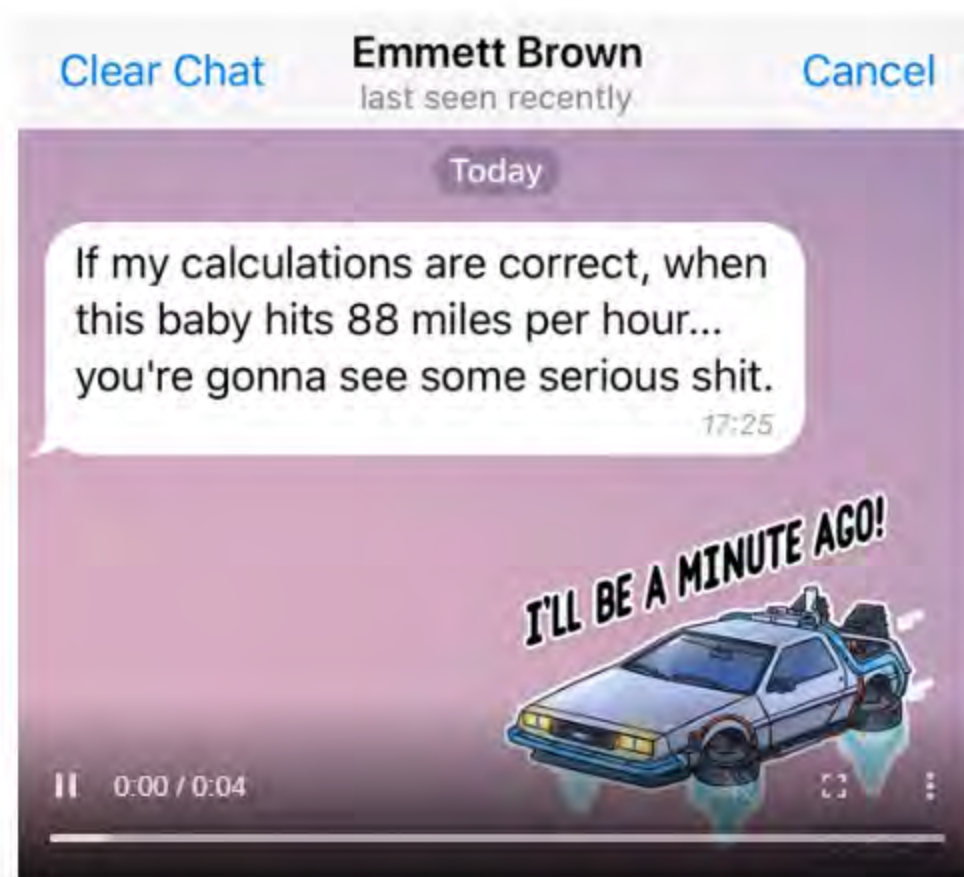 Clear Chat Emmett Brown Cancel
last seen recently
Today
If my calculations are correct, when
this baby hits 88 miles per hour...
you're gonna see some serious shit.
17:25
I'LL BE A MINUTE AGO!
0:00 / 0:04